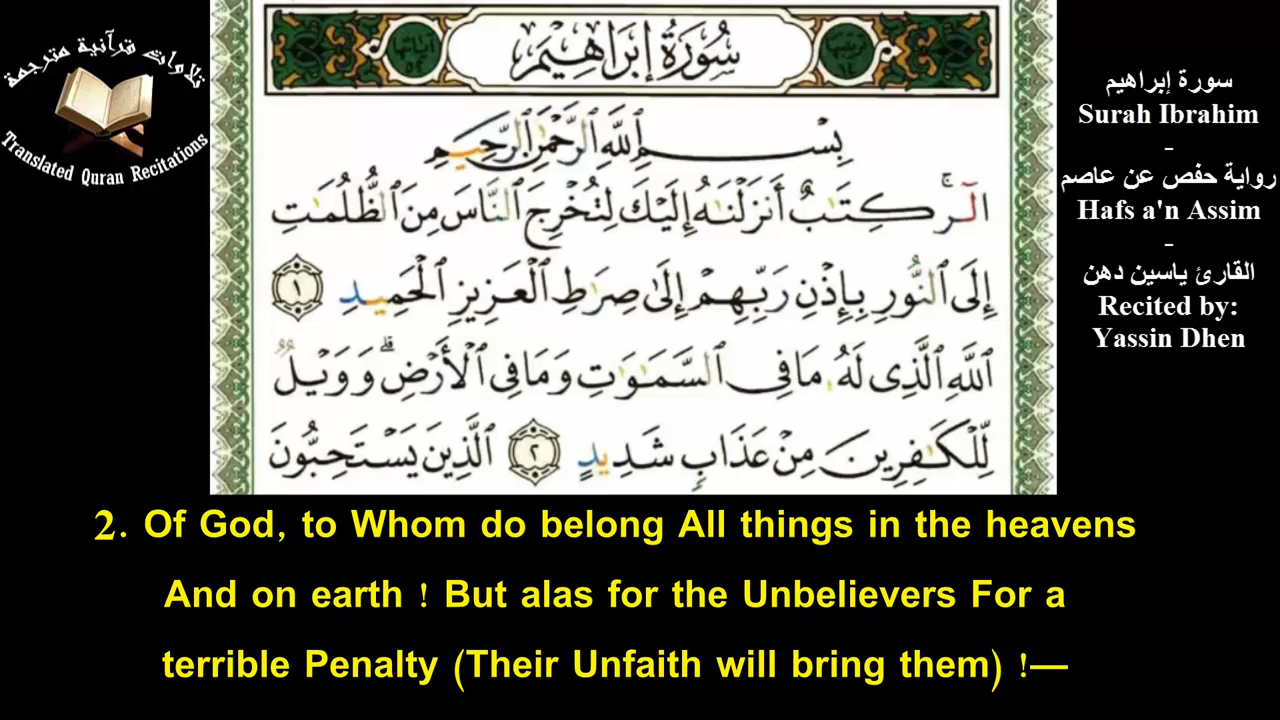 تلاوات قرآنية مترجمة
Translated Quran Recitations
سُورَةُ إِبْرَاهِيمَ
بِسْمِ ٱللَّهِ ٱلرَّحْمَٰنِ ٱلرَّحِيمِ
الٓرۚ كِتَٰبٌ أَنزَلْنَٰهُ إِلَيْكَ لِتُخْرِجَ ٱلنَّاسَ مِنَ ٱلظُّلُمَٰتِ
إِلَى ٱلنُّورِ بِإِذْنِ رَبِّهِمْ إِلَىٰ صِرَٰطِ ٱلْعَزِيزِ ٱلْحَمِيدِ ١
ٱللَّهِ ٱلَّذِى لَهُۥ مَا فِى ٱلسَّمَٰوَٰتِ وَمَا فِى ٱلْأَرْضِۗ وَوَيْلٌ
لِّلْكَٰفِرِينَ مِنْ عَذَابٍ شَدِيدٍ ٢ ٱلَّذِينَ يَسْتَحِبُّونَ
سورة إبراهيم
Surah Ibrahim
-
رواية حفص عن عاصم
Hafs a'n Assim
-
القارئ ياسين دهن
Recited by:
Yassin Dhen
2. Of God, to Whom do belong All things in the heavens
And on earth ! But alas for the Unbelievers For a
terrible Penalty (Their Unfaith will bring them) !—